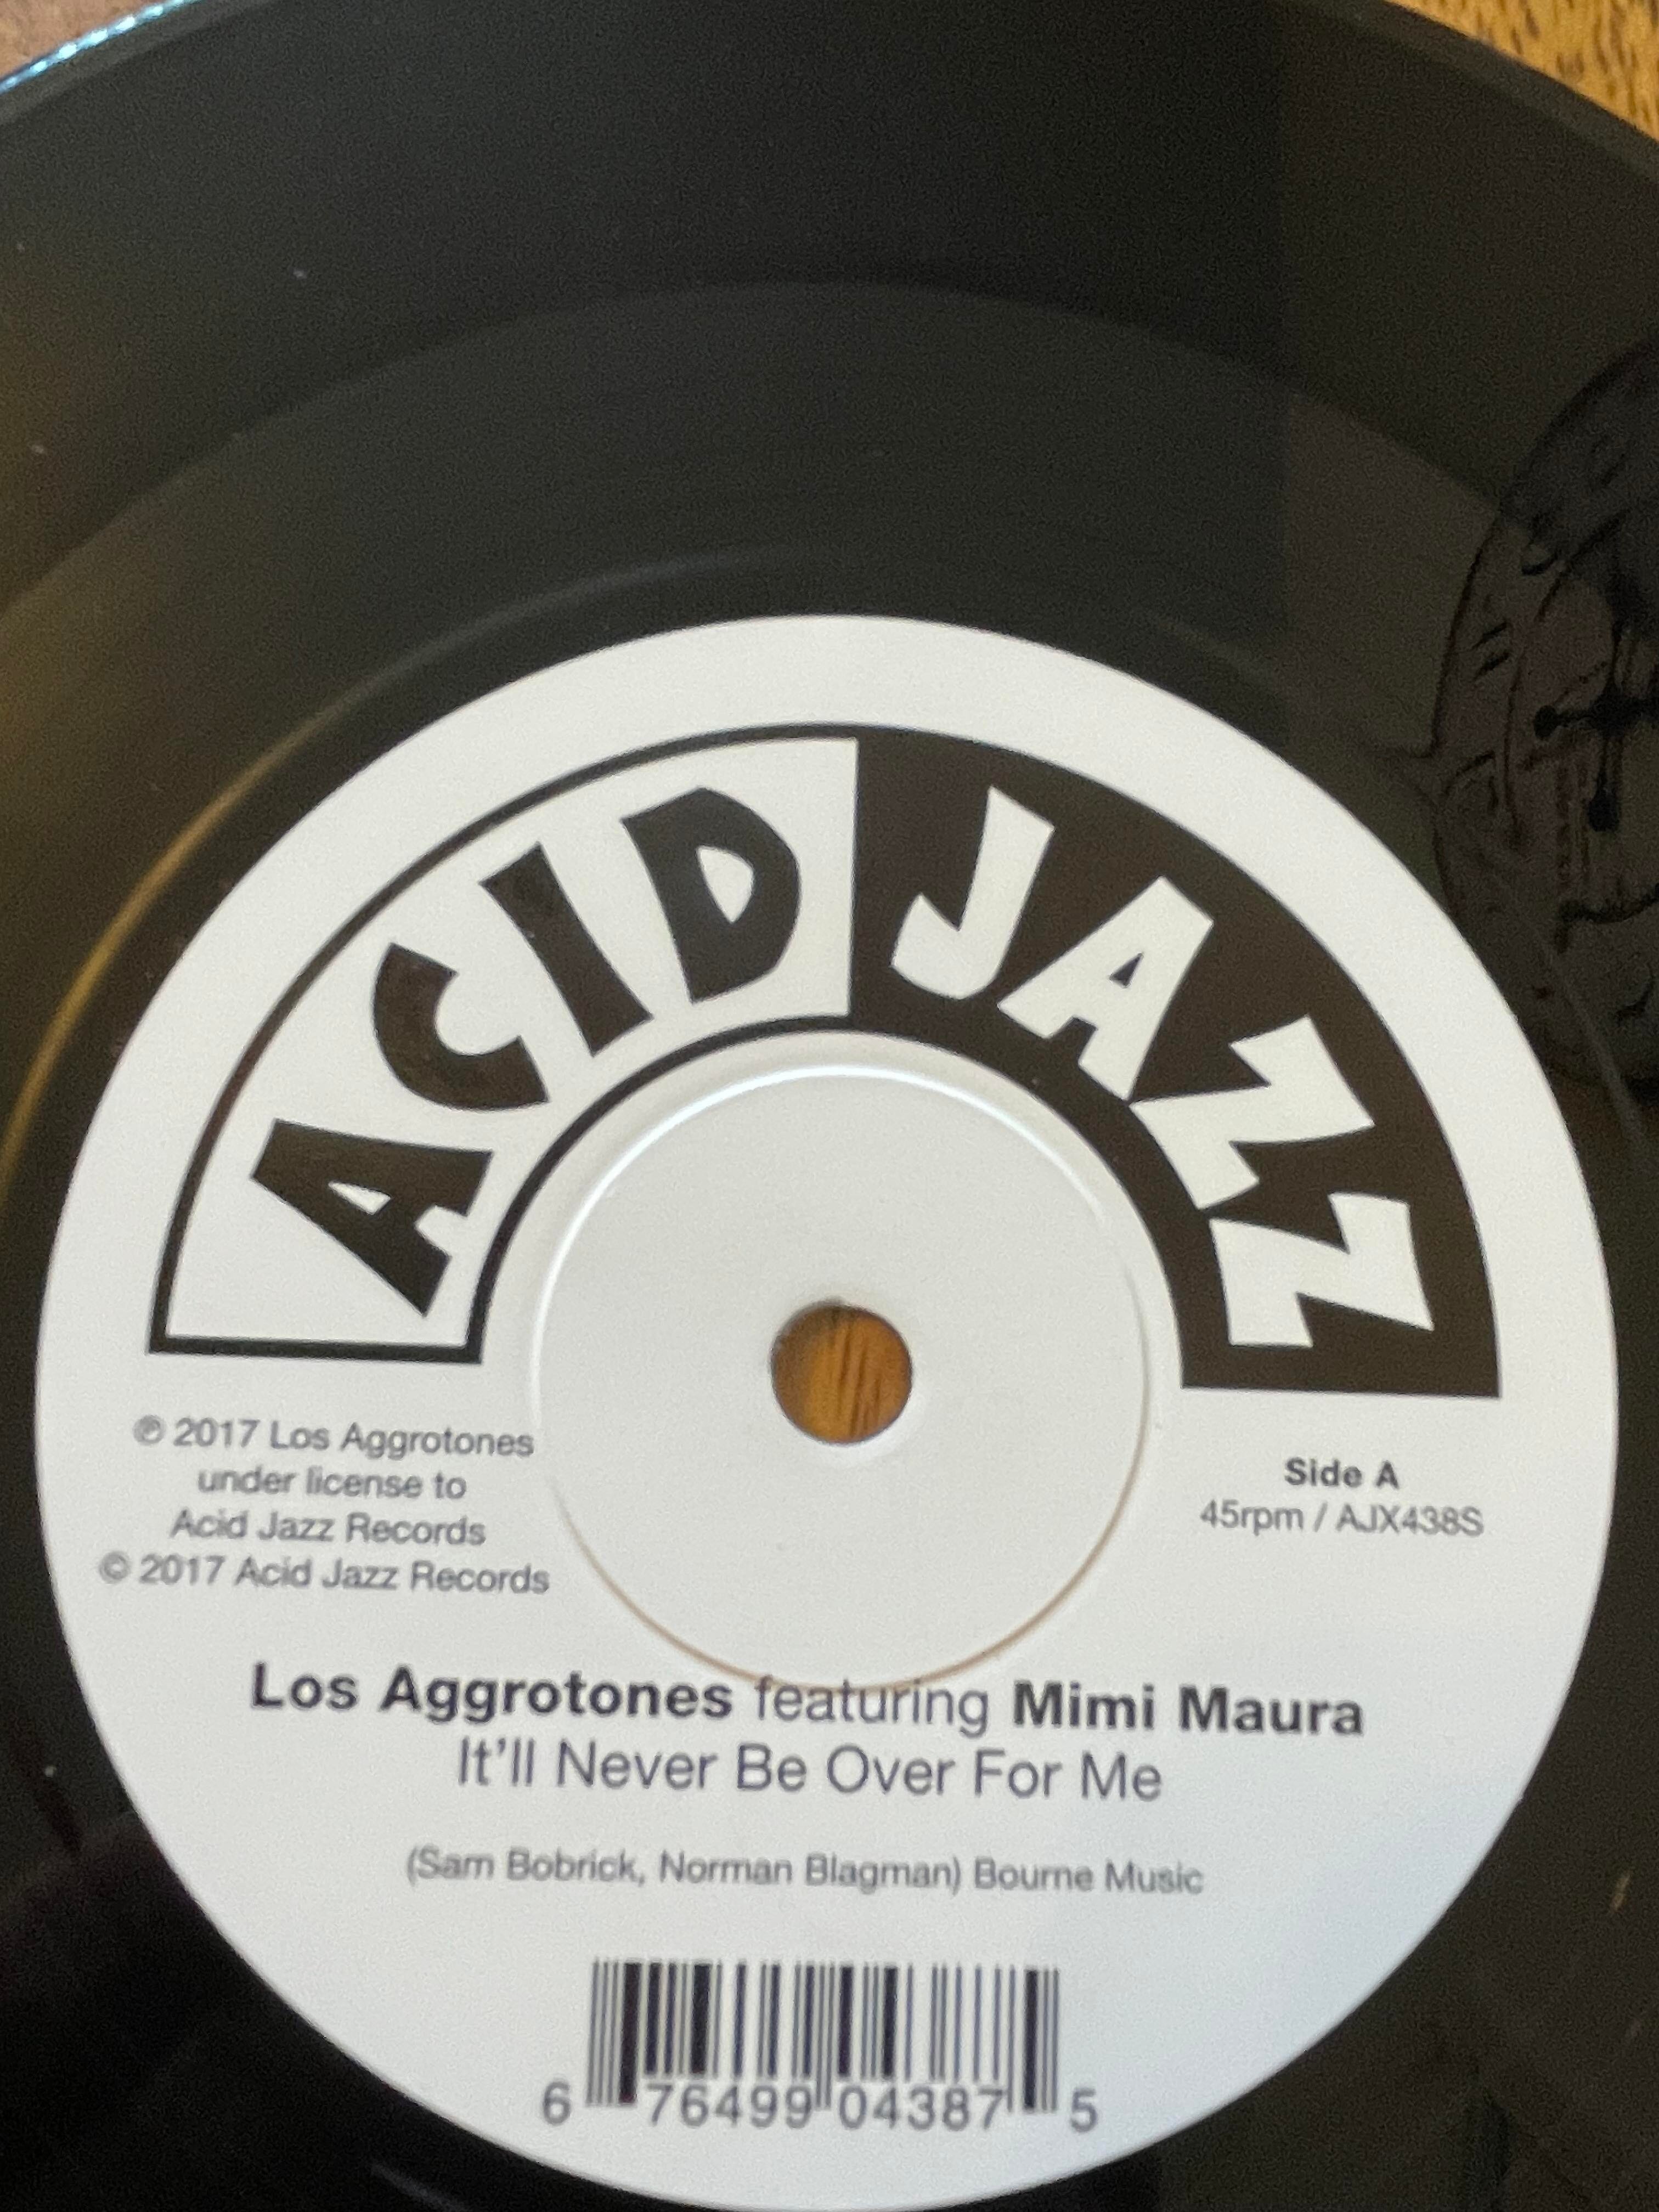 ACID JAZZ
℗ 2017 Los Aggrotones
under license to
Acid Jazz Records
© 2017 Acid Jazz Records
Side A
45rpm / AJX438S
Los Aggrotones featuring Mimi Maura
It'll Never Be Over For Me
(Sam Bobrick, Norman Blagman) Bourne Music
6 76499 04387 5